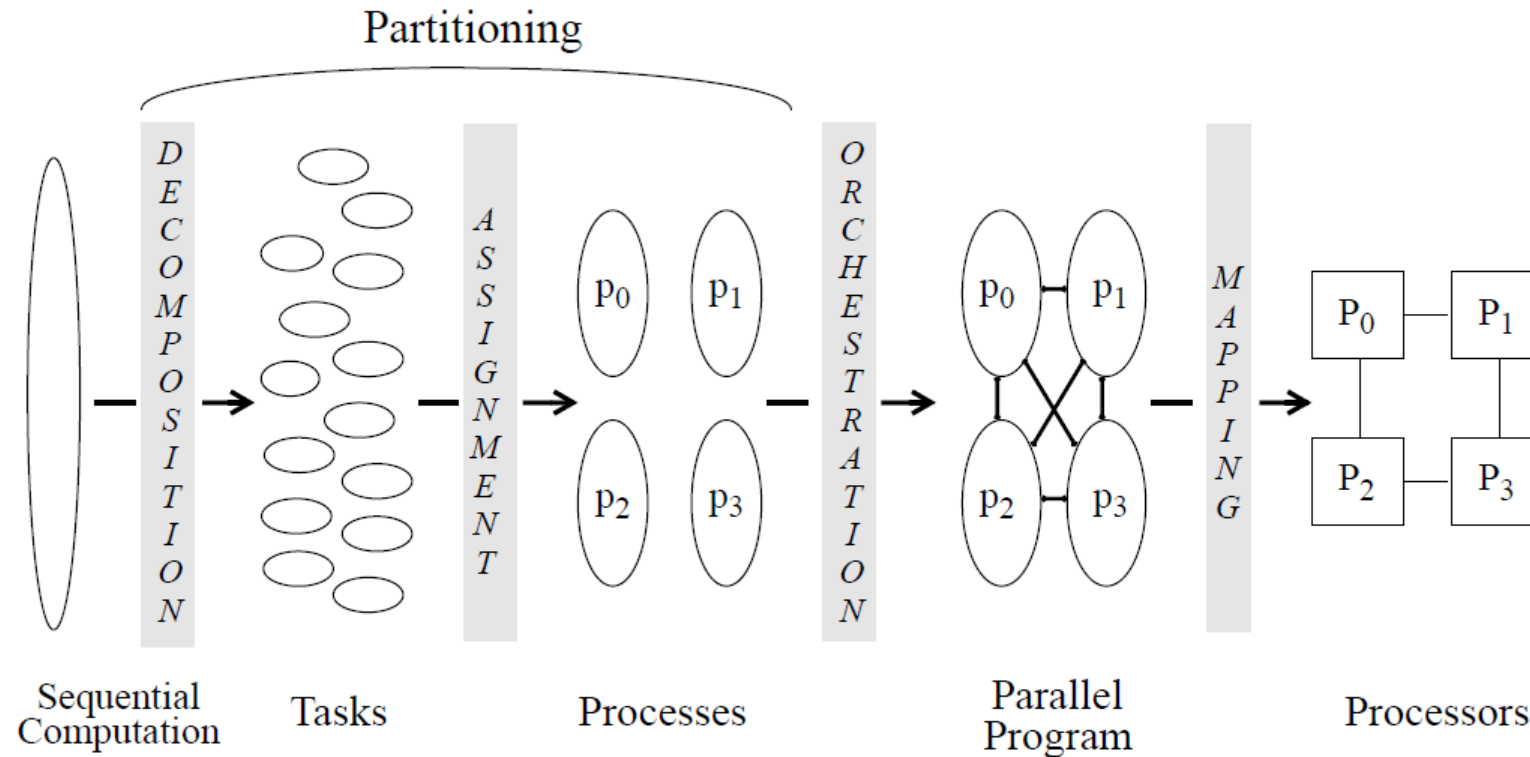 Partitioning
DECOMPOSITION
ASSIGNMENT
ORCHESTRATION
MAPPING
p0 p1
p2 p3
p0 p1
p2 p3
P0 P1
P2 P3
Sequential
Computation
Tasks
Processes
Parallel
Program
Processors